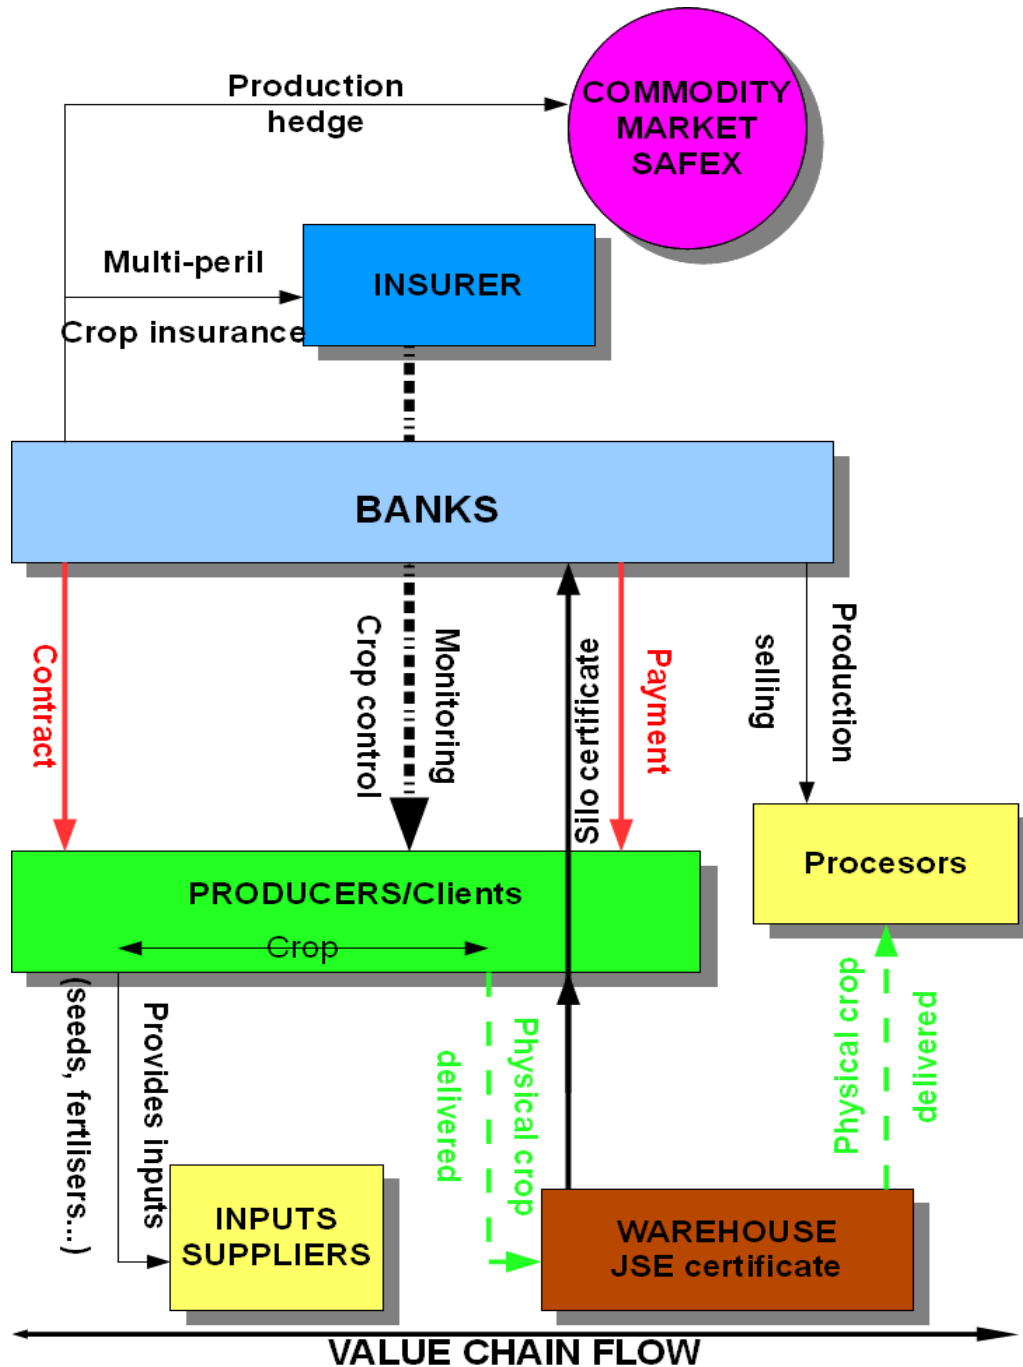 Production
hedge
COMMODITY
MARKET
SAFEX
Multi-peril
Crop insurance
INSURER
BANKS
Contract
Crop control
Monitoring
Silo certificate
Payment
selling
Production
Procesors
PRODUCERS/Clients
Crop
(seeds, fertlisers...)
Provides inputs
delivered
Physical crop
Physical crop
delivered
INPUTS
SUPPLIERS
WAREHOUSE
JSE certificate
VALUE CHAIN FLOW